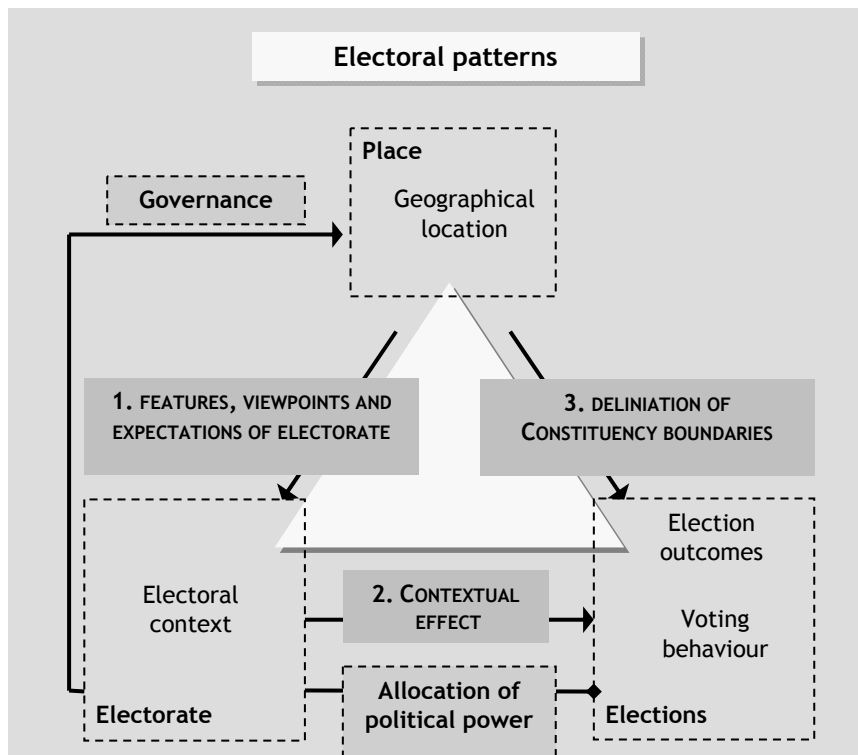 Electoral patterns
Place
Geographical
location
Governance
1. FEATURES, VIEWPOINTS AND
EXPECTATIONS OF ELECTORATE
3. DELINIATION OF
CONSTITUENCY BOUNDARIES
Electoral
context
Electorate
2. CONTEXTUAL
EFFECT
Allocation of
political power
Election
outcomes
Voting
behaviour
Elections